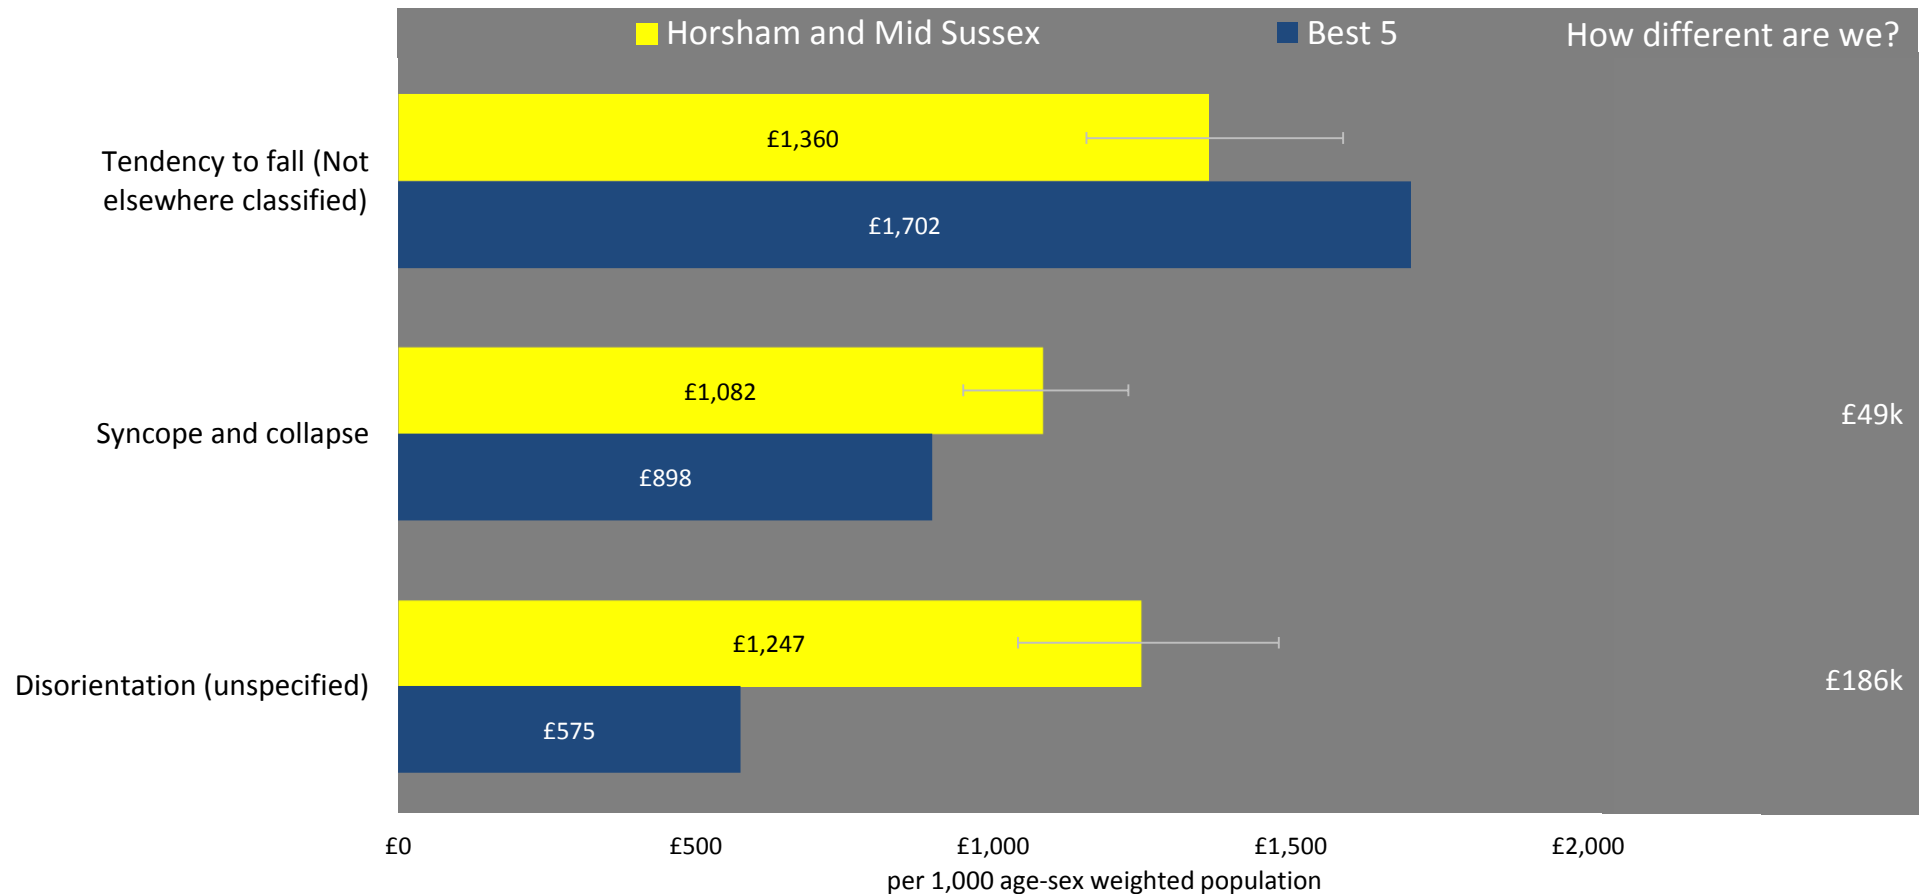 Horsham and Mid Sussex
Best 5
How different are we?
Tendency to fall (Not
elsewhere classified)
£1,360
£1,702
Syncope and collapse
£1,082
£898
£49k
Disorientation (unspecified)
£1,247
£575
£186k
£0
£500
£1,000
£1,500
£2,000
per 1,000 age-sex weighted population